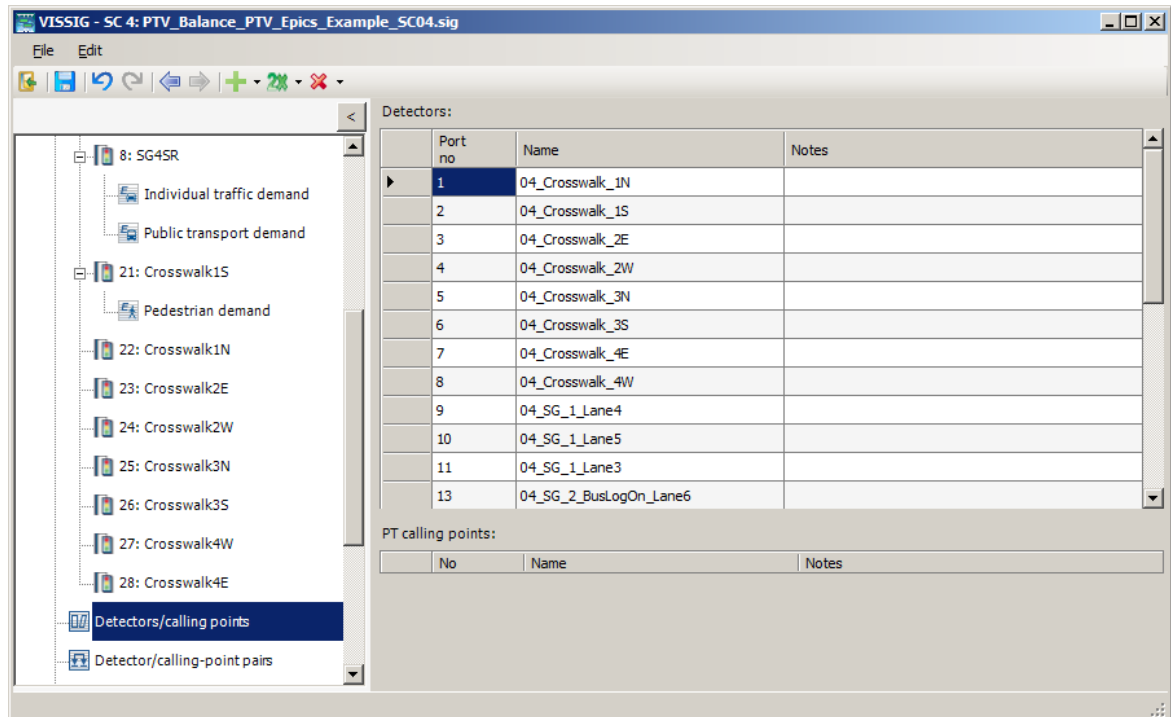 VISSIG - SC 4: PTV_Balance_PTV_Epics_Example_SC04.sig
File Edit
<
8: SG4SR
Individual traffic demand
Public transport demand
21: Crosswalk1S
Pedestrian demand
22: Crosswalk1N
23: Crosswalk2E
24: Crosswalk2W
25: Crosswalk3N
26: Crosswalk3S
27: Crosswalk4W
28: Crosswalk4E
Detectors/calling points
Detector/calling-point pairs
Detectors:
Port no Name Notes
1 04_Crosswalk_1N
2 04_Crosswalk_1S
3 04_Crosswalk_2E
4 04_Crosswalk_2W
5 04_Crosswalk_3N
6 04_Crosswalk_3S
7 04_Crosswalk_4E
8 04_Crosswalk_4W
9 04_SG_1_Lane4
10 04_SG_1_Lane5
11 04_SG_1_Lane3
13 04_SG_2_BusLogOn_Lane6
PT calling points:
No Name Notes